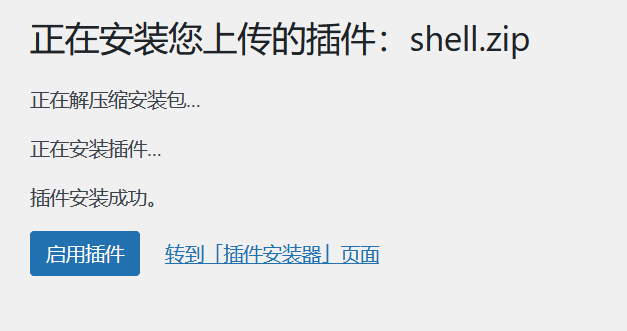 正在安装您上传的插件：shell.zip
正在解压缩安装包…
正在安装插件…
插件安装成功。
启用插件 转到「插件安装器」页面